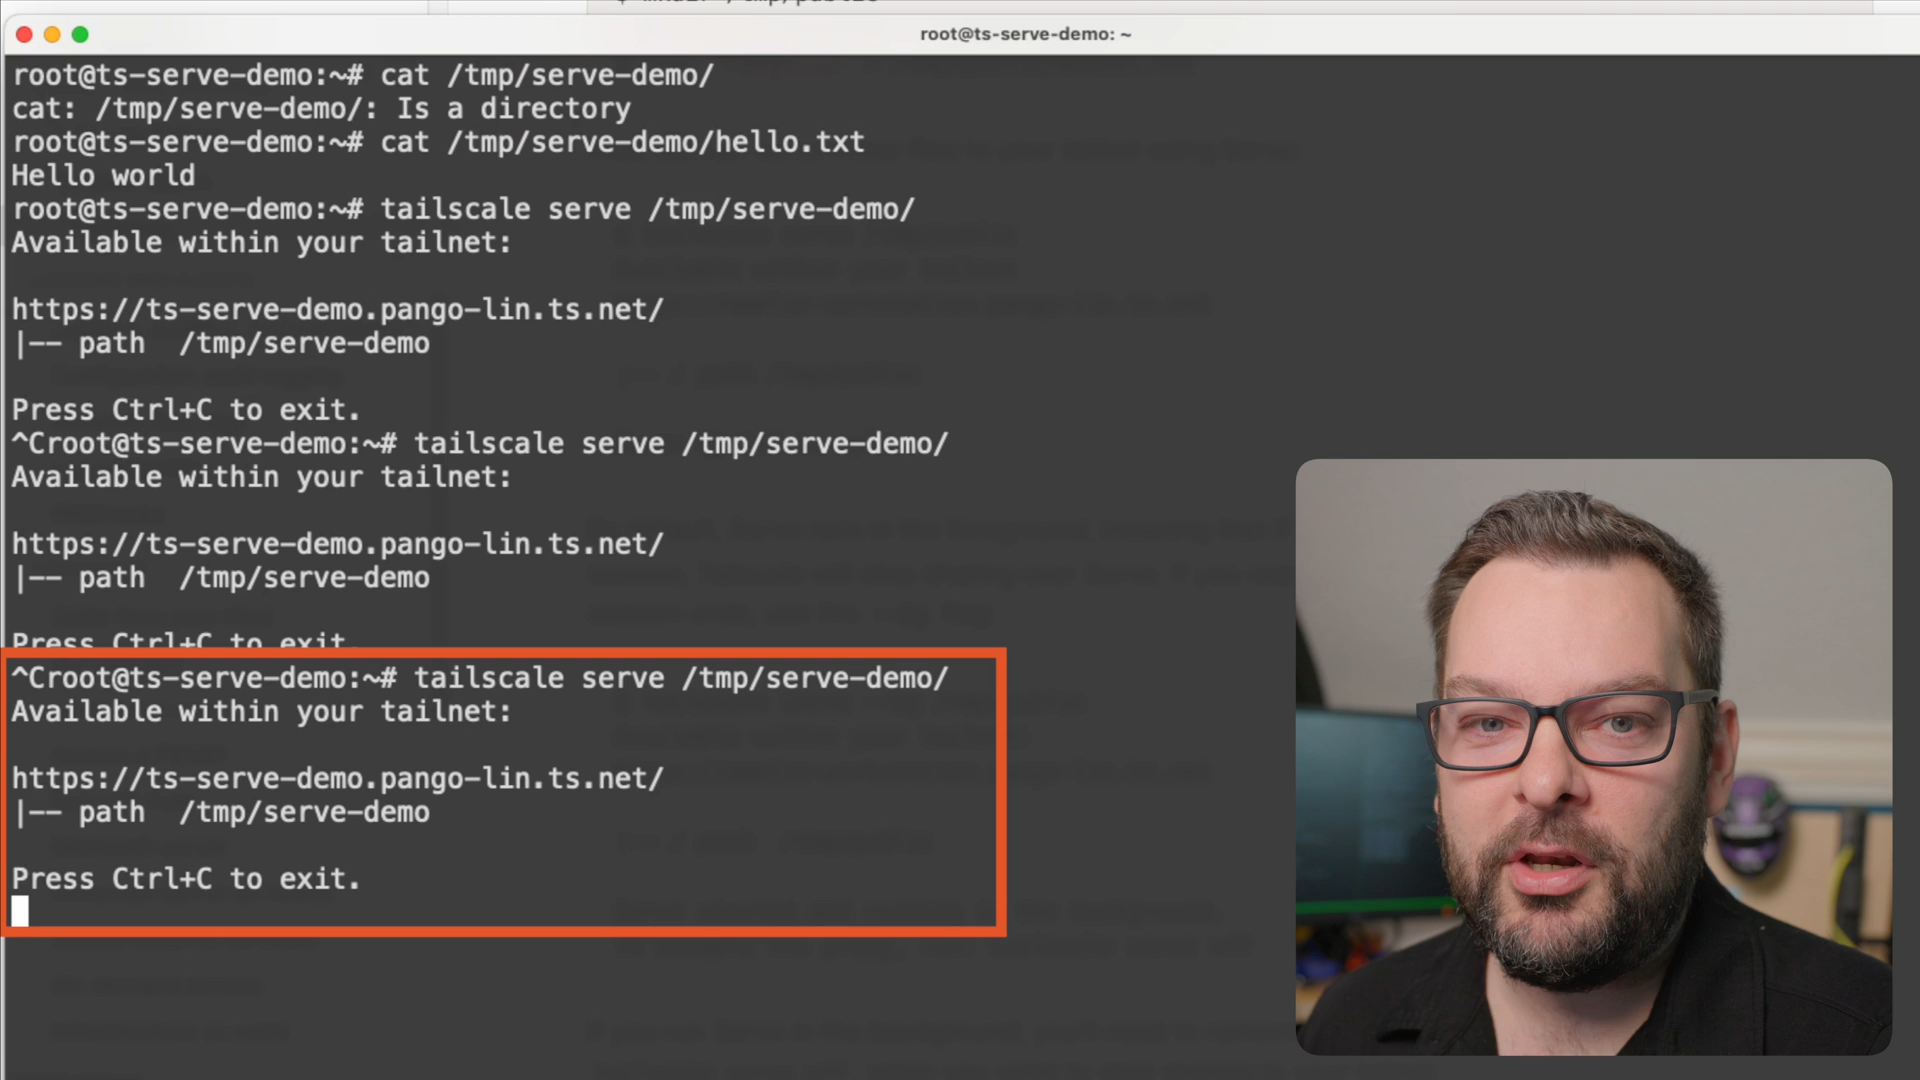 root@ts-serve-demo: ~
root@ts-serve-demo:~# cat /tmp/serve-demo/
cat: /tmp/serve-demo/: Is a directory
root@ts-serve-demo:~# cat /tmp/serve-demo/hello.txt
Hello world
root@ts-serve-demo:~# tailscale serve /tmp/serve-demo/
Available within your tailnet:
https://ts-serve-demo.pango-lin.ts.net/
|-- path /tmp/serve-demo
Press Ctrl+C to exit.
^Croot@ts-serve-demo:~# tailscale serve /tmp/serve-demo/
Available within your tailnet:
https://ts-serve-demo.pango-lin.ts.net/
|-- path /tmp/serve-demo
Press Ctrl+C to exit.
^Croot@ts-serve-demo:~# tailscale serve /tmp/serve-demo/
Available within your tailnet:
https://ts-serve-demo.pango-lin.ts.net/
|-- path /tmp/serve-demo
Press Ctrl+C to exit.